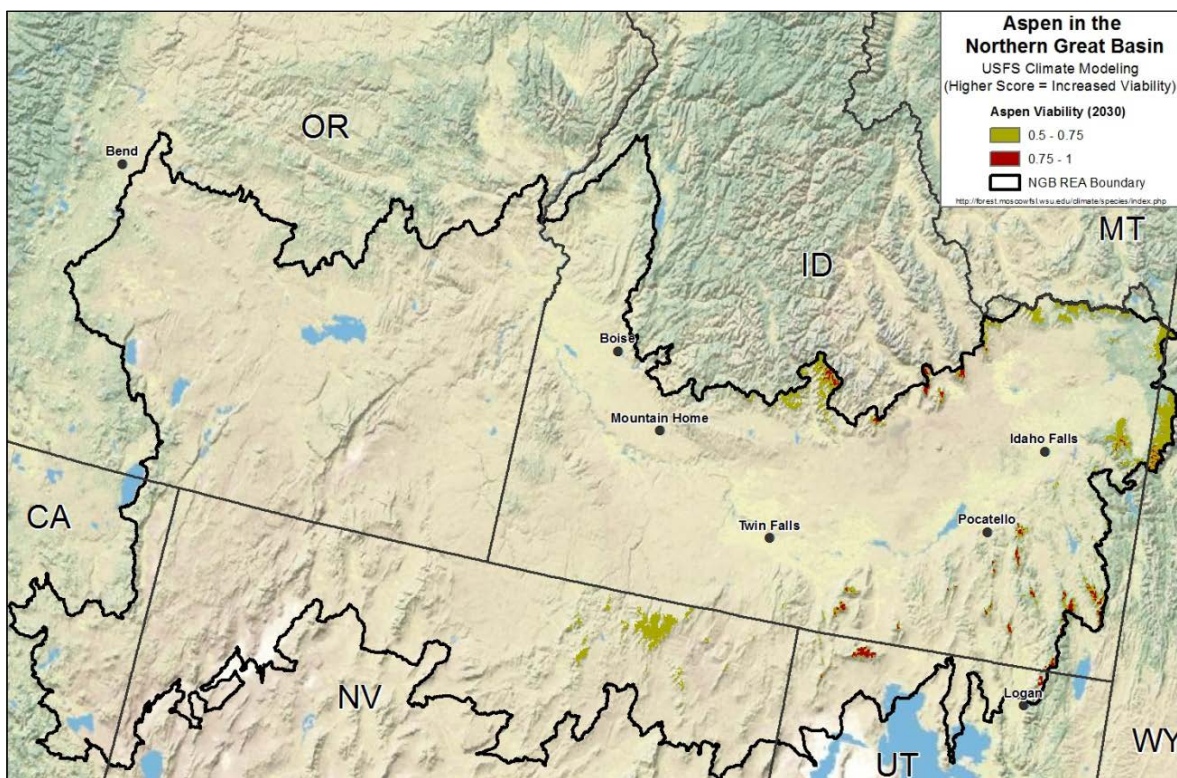 Aspen in the
Northern Great Basin
USFS Climate Modeling
(Higher Score = Increased Viability)
Aspen Viability (2030)
0.5 - 0.75
0.75 - 1
NGB REA Boundary
http://forest.moscowfsl.wsu.edu/climate/species/index.php
OR
Bend
MT
ID
Boise
Mountain Home
Idaho Falls
CA
Twin Falls
Pocatello
NV
Logan
UT
WY